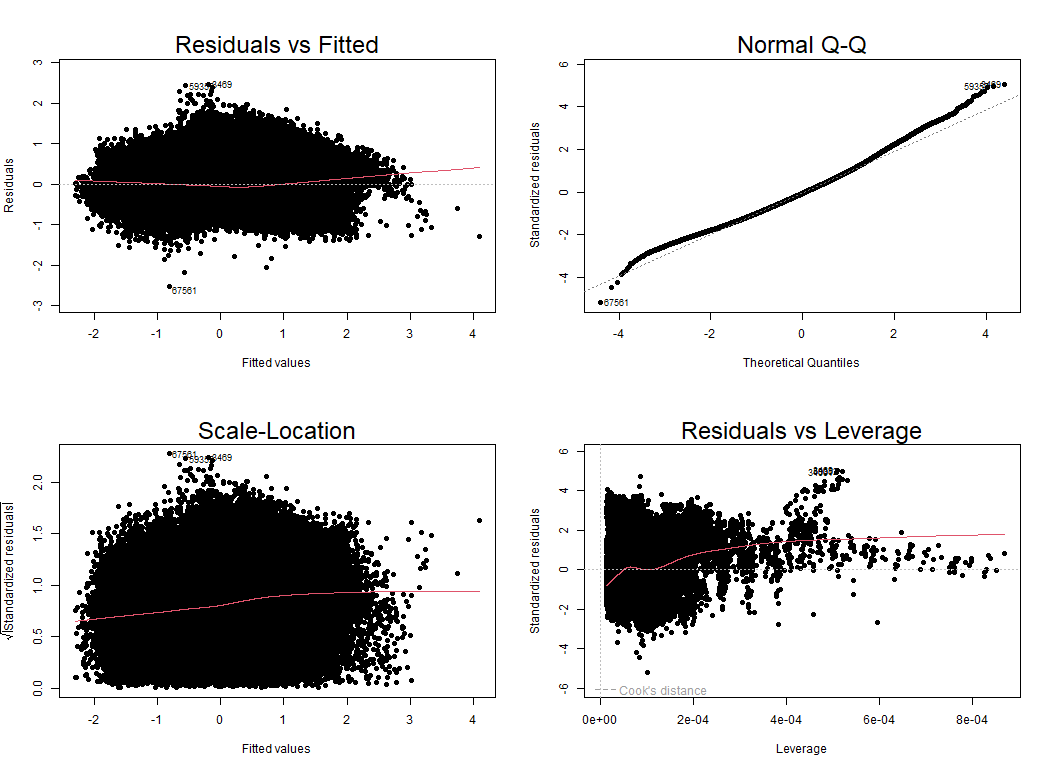 Residuals vs Fitted
3
2
1
0
-1
-2
-3
Residuals
5935
3469
67561
-2
-1
0
1
2
3
4
Fitted values
Normal Q-Q
6
4
2
0
-2
-4
Standardized residuals
3469
67561
-4
-2
0
2
4
Theoretical Quantiles
Scale-Location
2.0
1.5
1.0
0.5
0.0
√|Standardized residuals|
67561
3469
-2
-1
0
1
2
3
4
Fitted values
Residuals vs Leverage
6
4
2
0
-2
-4
-6
Standardized residuals
Cook's distance
0e+00
2e-04
4e-04
6e-04
8e-04
Leverage